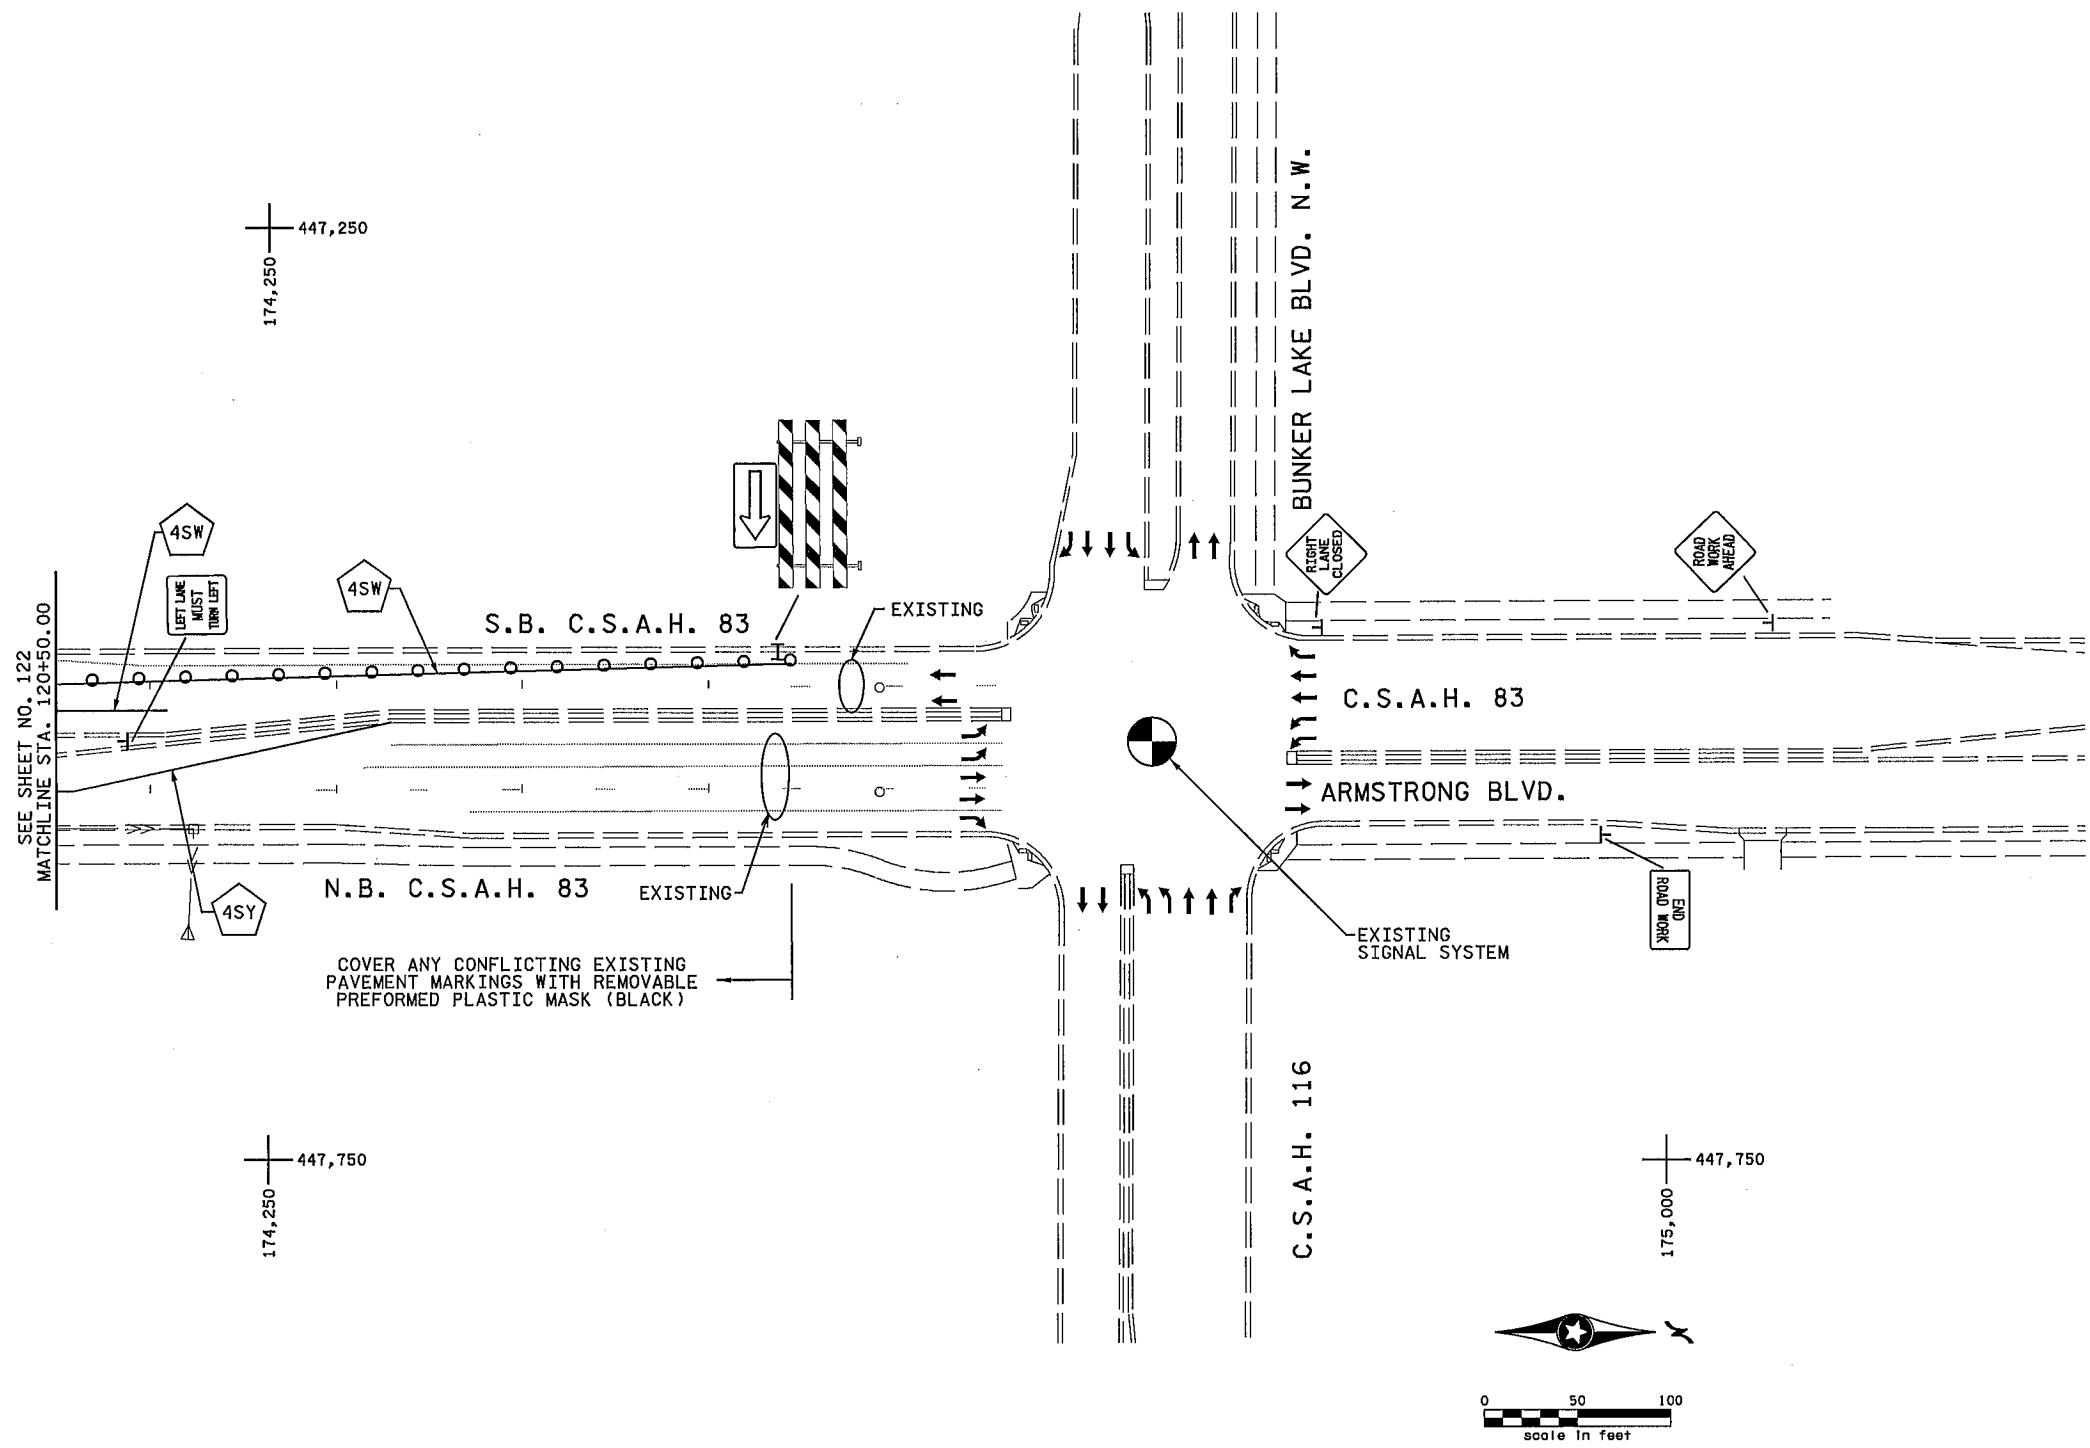 447,250
174,250
BUNKER LAKE BLVD. N.W.
4SW
LEFT LANE
MUST
TURN LEFT
4SW
S.B. C.S.A.H. 83
EXISTING
RIGHT
LANE
CLOSED
ROAD
WORK
AHEAD
SEE SHEET NO. 122
MATCHLINE STA. 120+50.00
C.S.A.H. 83
ARMSTRONG BLVD.
4SY
N.B. C.S.A.H. 83
EXISTING
END
ROAD WORK
EXISTING
SIGNAL SYSTEM
COVER ANY CONFLICTING EXISTING
PAVEMENT MARKINGS WITH REMOVABLE
PREFORMED PLASTIC MASK (BLACK)
C.S.A.H. 116
447,750
174,250
447,750
175,000
N
0 50 100
scale in feet